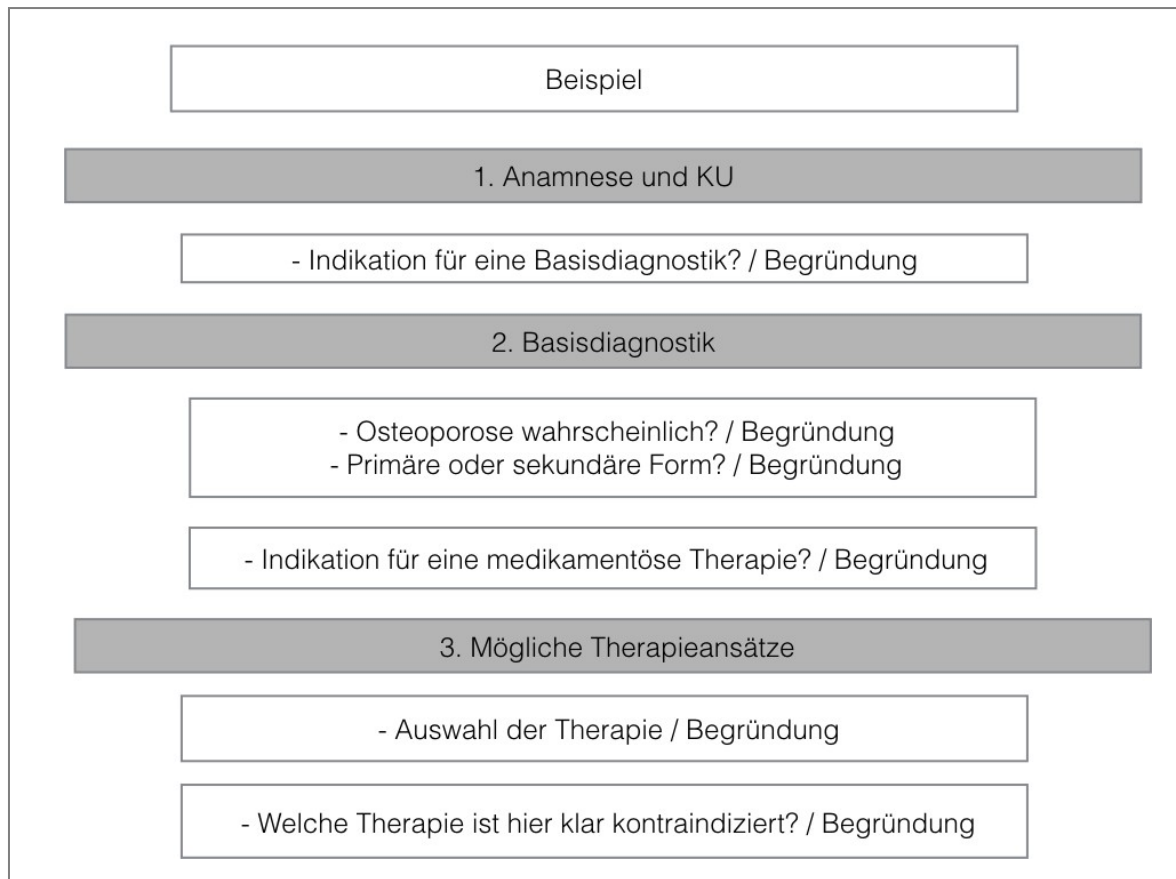 Beispiel
1. Anamnese und KU
- Indikation für eine Basisdiagnostik? / Begründung
2. Basisdiagnostik
- Osteoporose wahrscheinlich? / Begründung
- Primäre oder sekundäre Form? / Begründung
- Indikation für eine medikamentöse Therapie? / Begründung
3. Mögliche Therapieansätze
- Auswahl der Therapie / Begründung
- Welche Therapie ist hier klar kontraindiziert? / Begründung